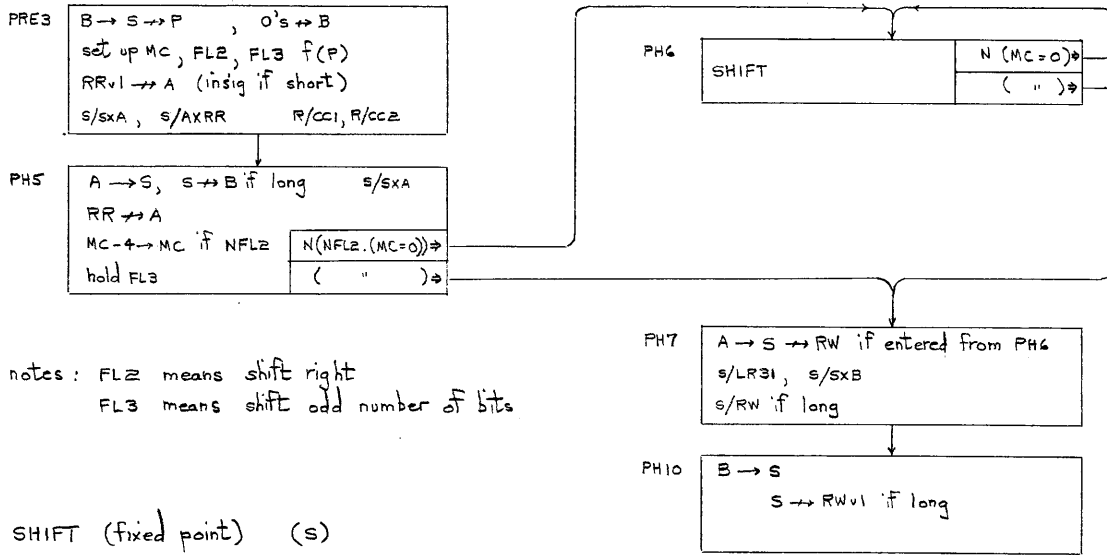 PRE3
B → S ↛ P , 0's ↛ B
set up MC, FL2, FL3 f(P)
RRv1 ↛ A (insig if short)
S/SXA, S/AXRR R/CC1, R/CC2
PH5
A → S, S ↛ B if long S/SXA
RR ↛ A
MC-4 → MC if NFL2 N(NFL2.(MC=0))⇒
hold FL3 ( " )⇒
PH6
SHIFT
N (MC=0)⇒
( " )⇒
PH7
A → S ↛ RW if entered from PH6
S/LR31, S/SXB
S/RW if long
PH10
B → S
S ↛ RWv1 if long
notes: FL2 means shift right
FL3 means shift odd number of bits
SHIFT (fixed point) (S)